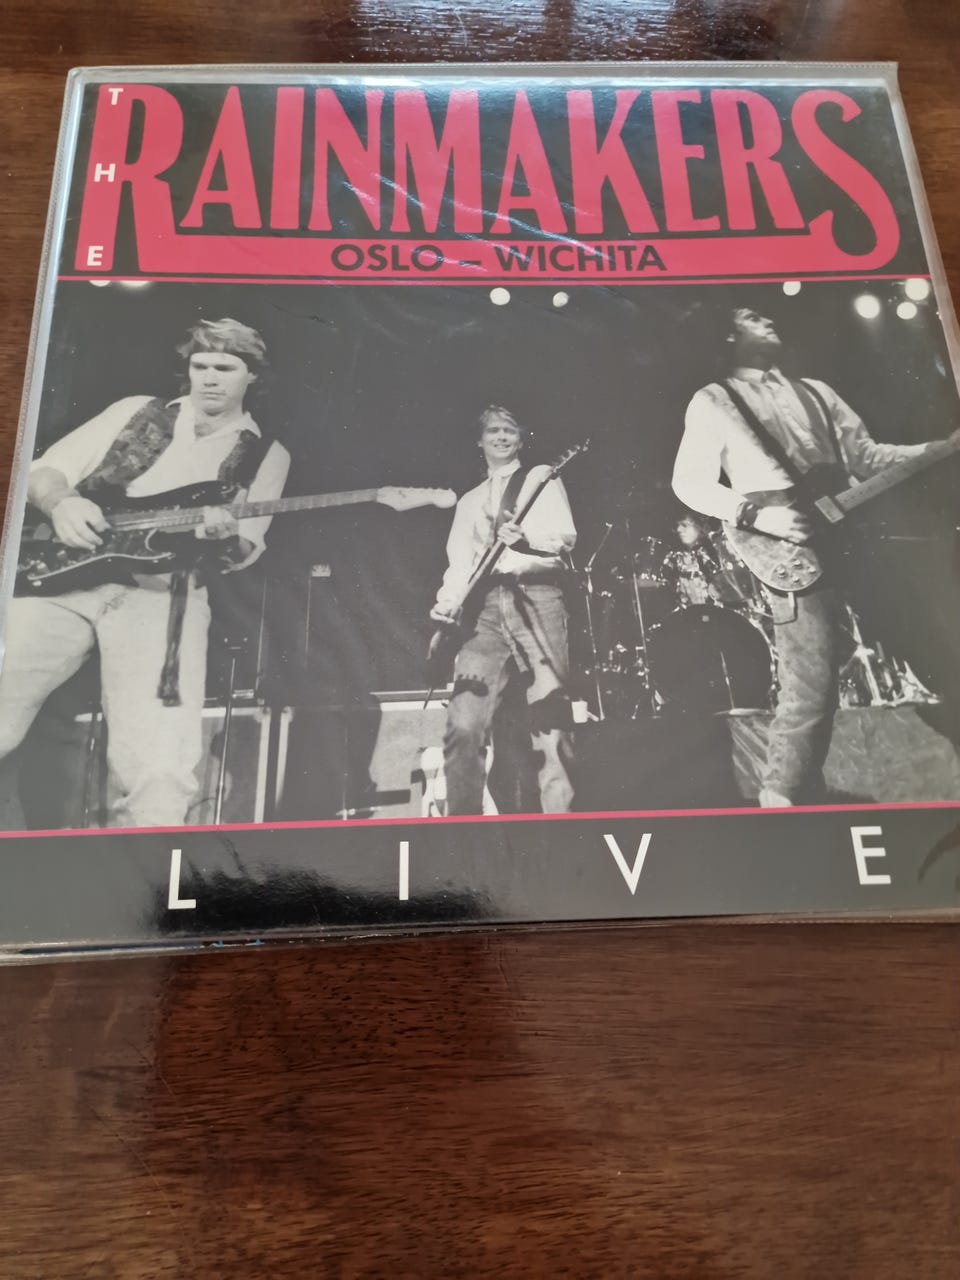 THE
RAINMAKERS
OSLO – WICHITA
LIVE